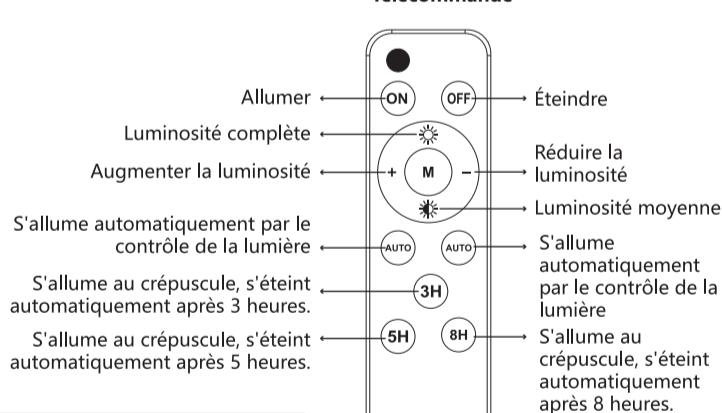 Télécommande
Allumer
ON
OFF
Éteindre
Luminosité complète
Augmenter la luminosité
+
M
-
Réduire la
luminosité
Luminosité moyenne
S'allume automatiquement par le
contrôle de la lumière
AUTO
AUTO
S'allume
automatiquement
par le contrôle de la
lumière
S'allume au crépuscule, s'éteint
automatiquement après 3 heures.
3H
S'allume au crépuscule, s'éteint
automatiquement après 5 heures.
5H
8H
S'allume au
crépuscule, s'éteint
automatiquement
après 8 heures.